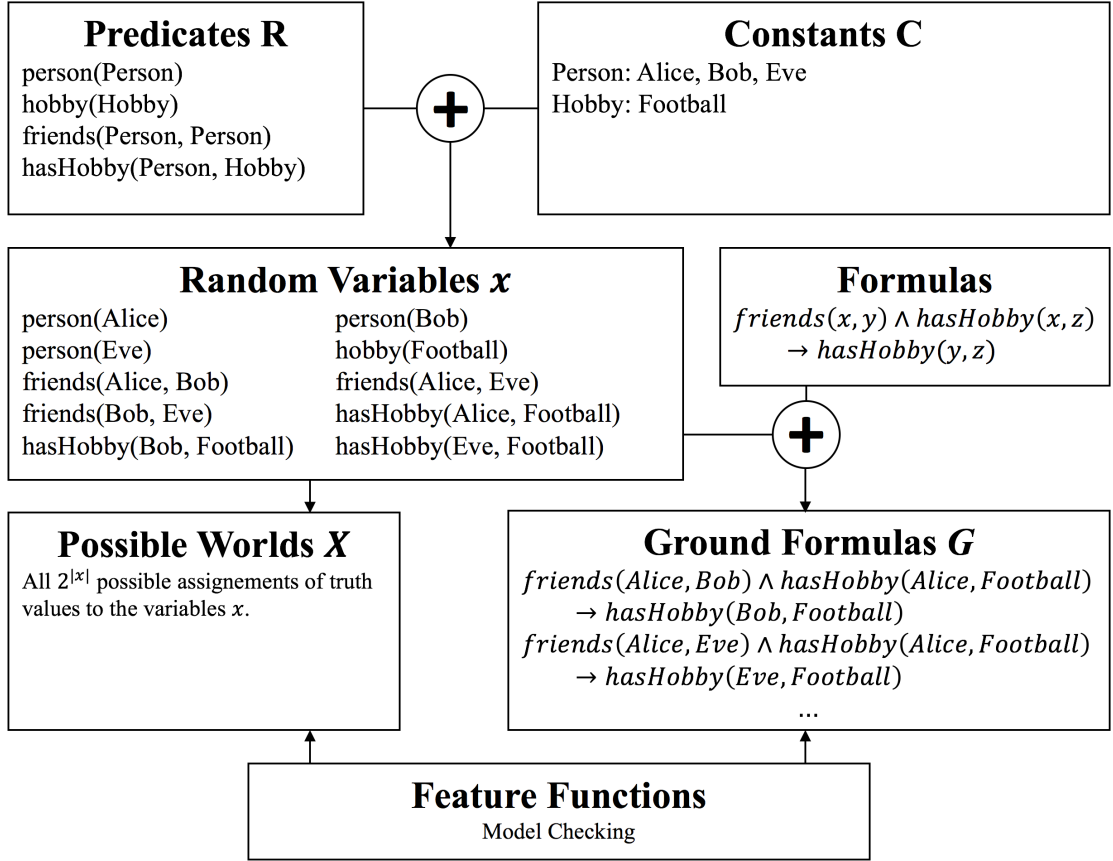 Predicates R
person(Person)
hobby(Hobby)
friends(Person, Person)
hasHobby(Person, Hobby)
+
Constants C
Person: Alice, Bob, Eve
Hobby: Football
Random Variables 𝒙
person(Alice) person(Bob)
person(Eve) hobby(Football)
friends(Alice, Bob) friends(Alice, Eve)
friends(Bob, Eve) hasHobby(Alice, Football)
hasHobby(Bob, Football) hasHobby(Eve, Football)
Formulas
friends(x, y) ∧ hasHobby(x, z)
→ hasHobby(y, z)
+
Possible Worlds 𝑿
All 2^|x| possible assignements of truth
values to the variables x.
Ground Formulas 𝑮
friends(Alice, Bob) ∧ hasHobby(Alice, Football)
→ hasHobby(Bob, Football)
friends(Alice, Eve) ∧ hasHobby(Alice, Football)
→ hasHobby(Eve, Football)
...
Feature Functions
Model Checking